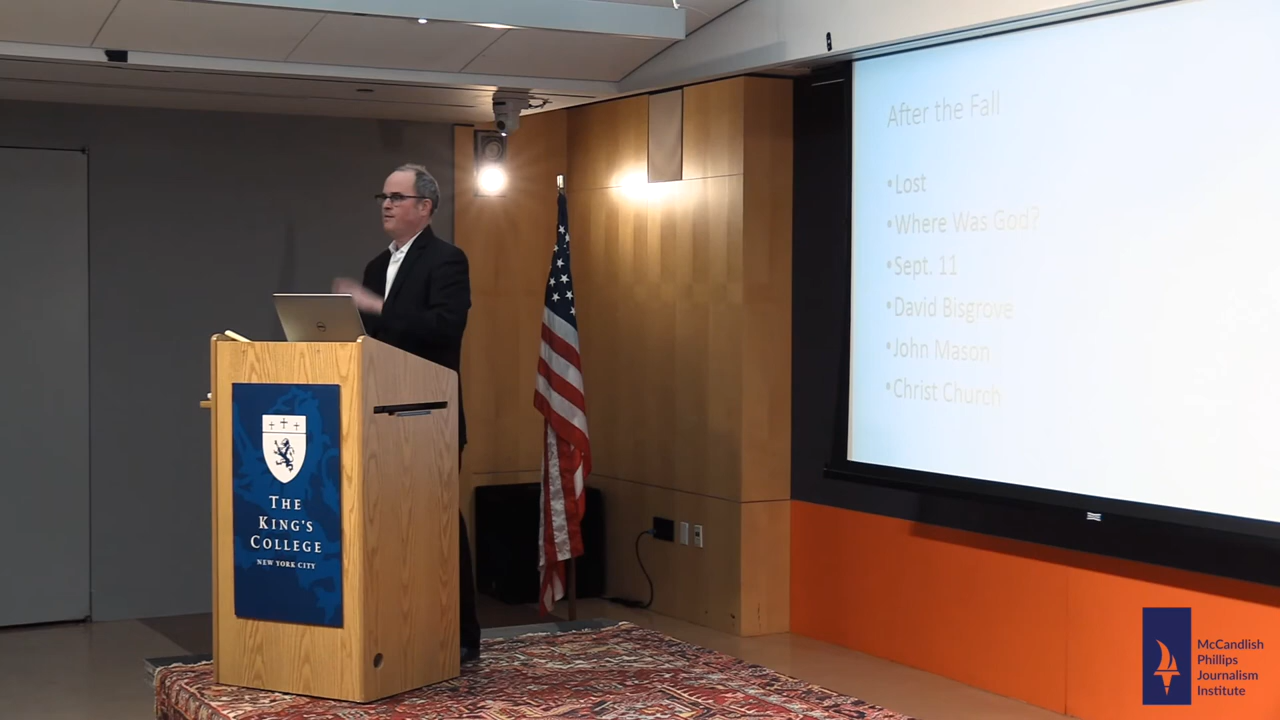 After the Fall
•Lost
•Where Was God?
•Sept. 11
•David Bisgrove
•John Mason
•Christ Church
THE
KING'S
COLLEGE
NEW YORK CITY
McCandlish
Phillips
Journalism
Institute